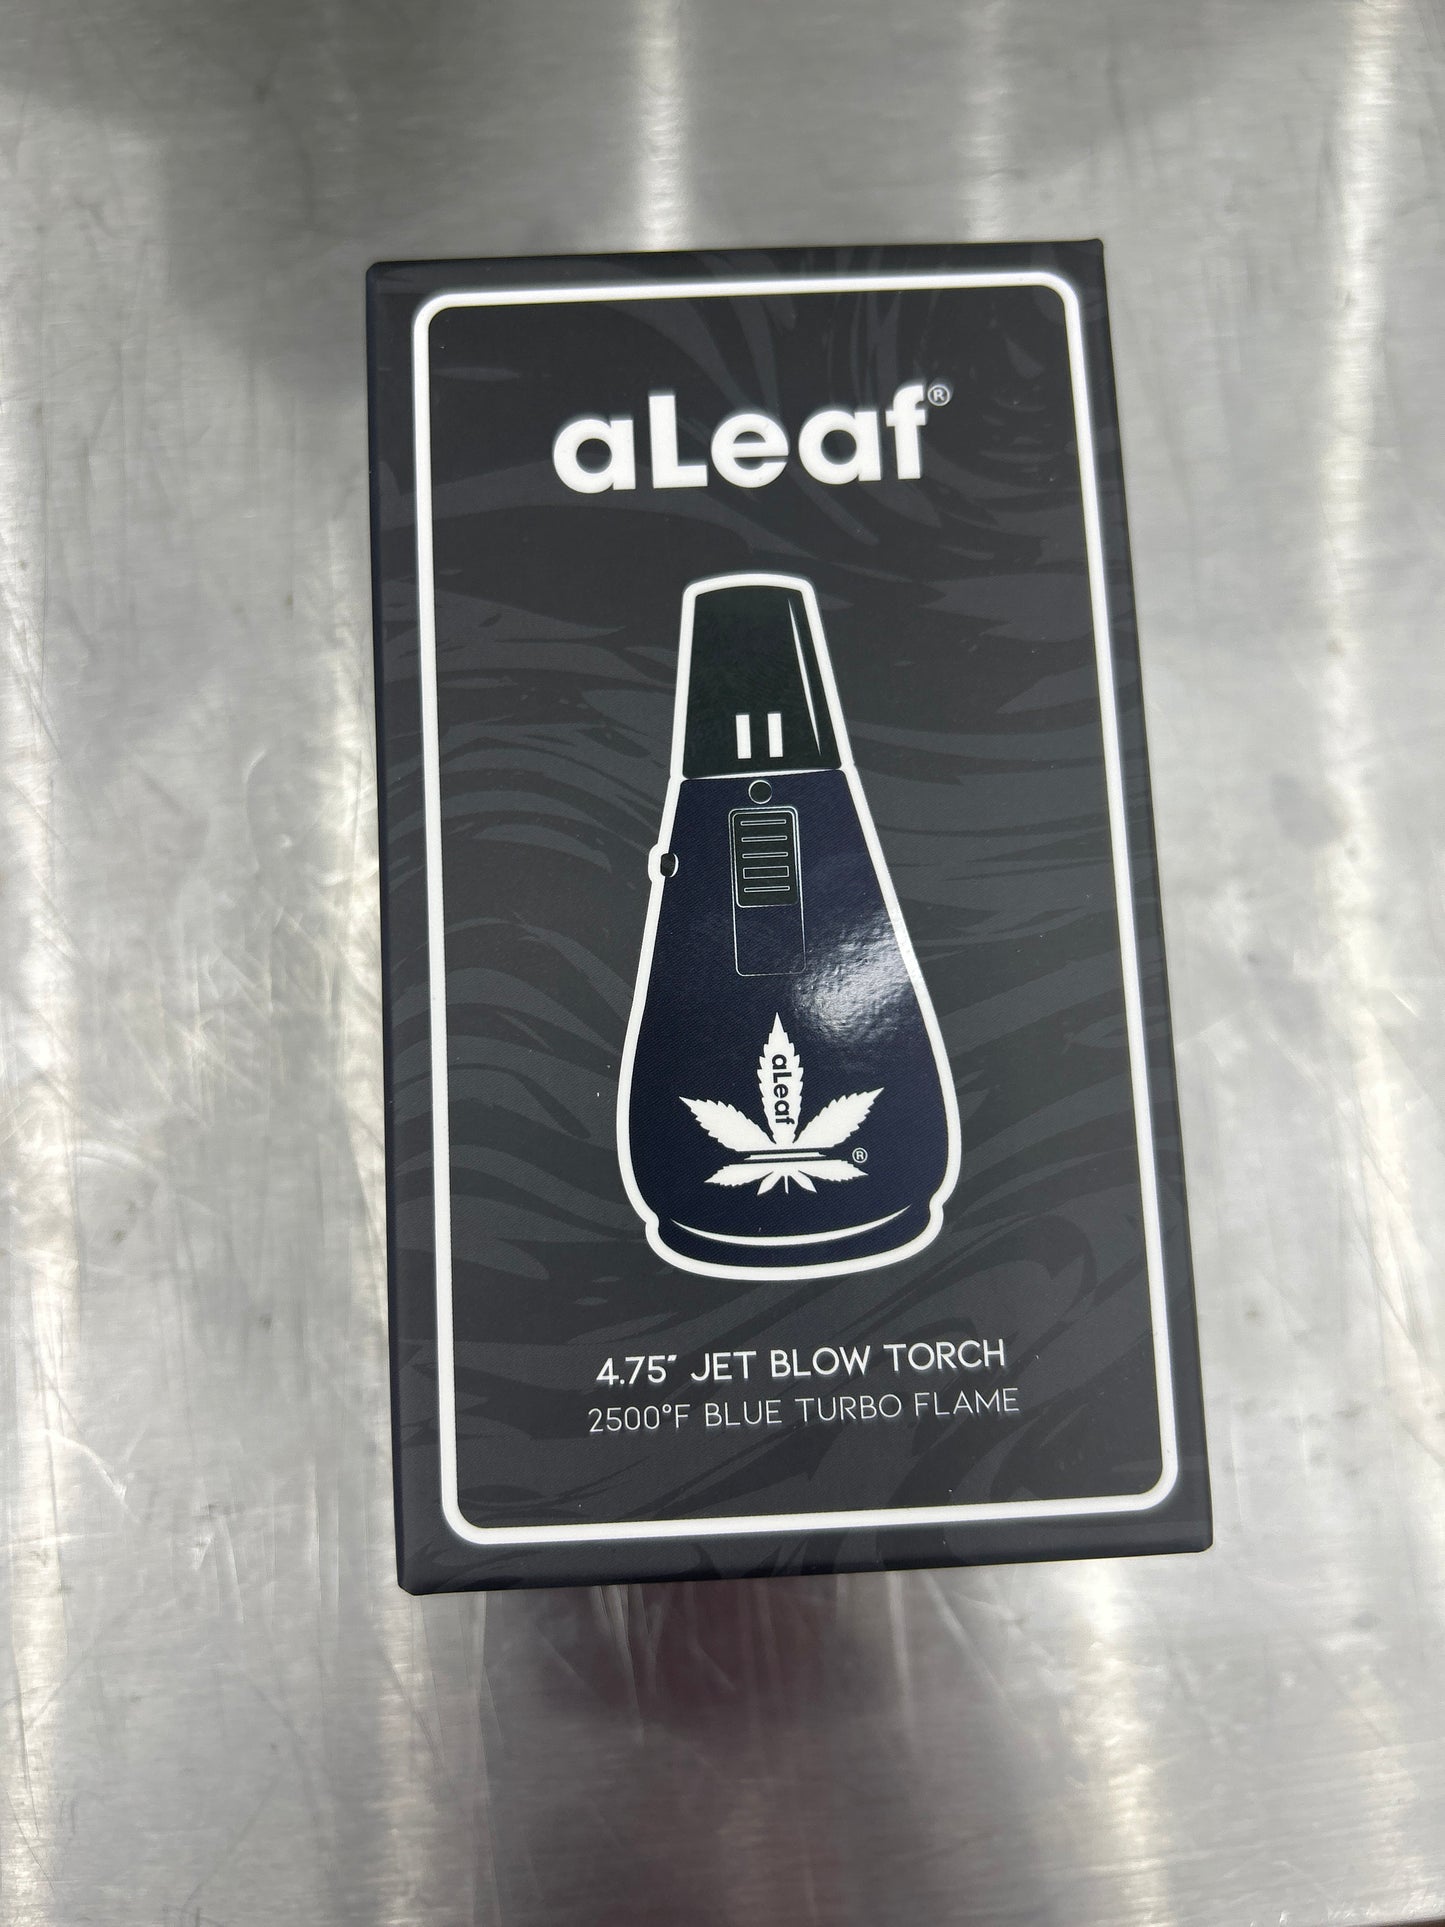 aLeaf®
aLeaf
®
4.75" JET BLOW TORCH
2500°F BLUE TURBO FLAME